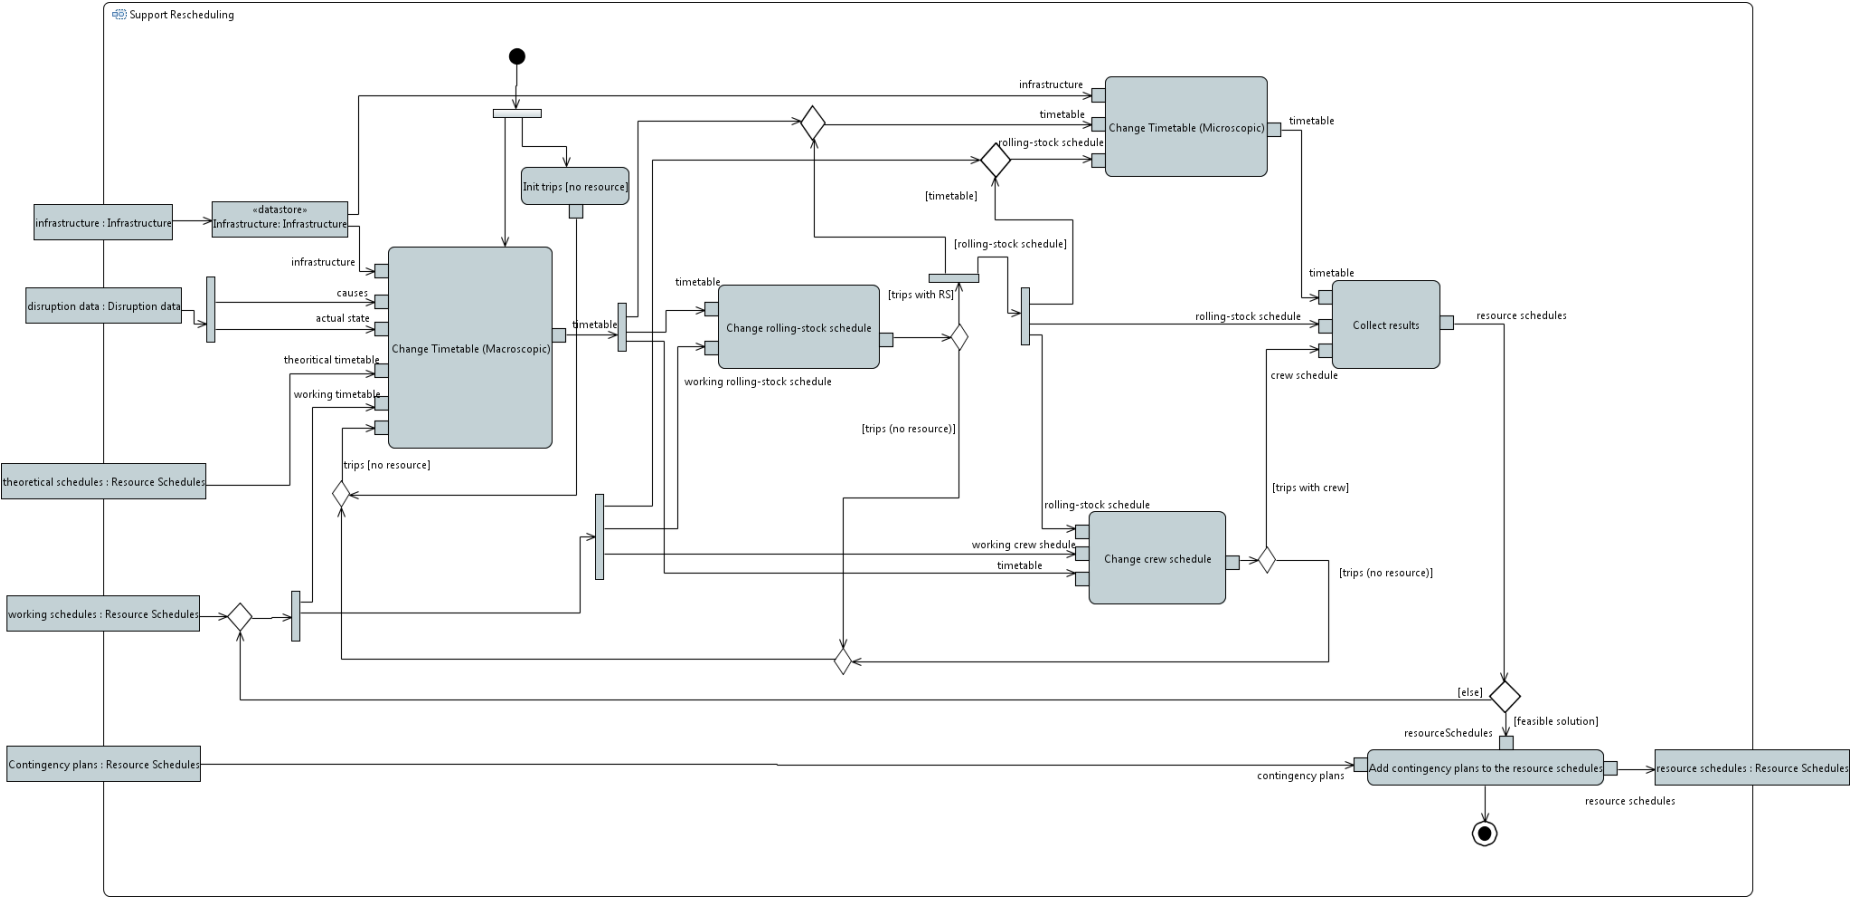 Support Rescheduling
infrastructure
timetable
Change Timetable (Microscopic)
timetable
rolling-stock schedule
Init trips [no resource]
[timetable]
«datastore»
infrastructure : Infrastructure
Infrastructure: Infrastructure
[rolling-stock schedule]
infrastructure
timetable
timetable
causes
[trips with RS]
disruption data : Disruption data
actual state
timetable
Change rolling-stock schedule
rolling-stock schedule
resource schedules
Collect results
Change Timetable (Macroscopic)
theoritical timetable
working rolling-stock schedule
crew schedule
working timetable
[trips (no resource)]
trips [no resource]
theoretical schedules : Resource Schedules
[trips with crew]
rolling-stock schedule
working crew shedule
Change crew schedule
timetable
[trips (no resource)]
working schedules : Resource Schedules
[else]
[feasible solution]
resourceSchedules
Contingency plans : Resource Schedules
Add contingency plans to the resource schedules
resource schedules : Resource Schedules
contingency plans
resource schedules